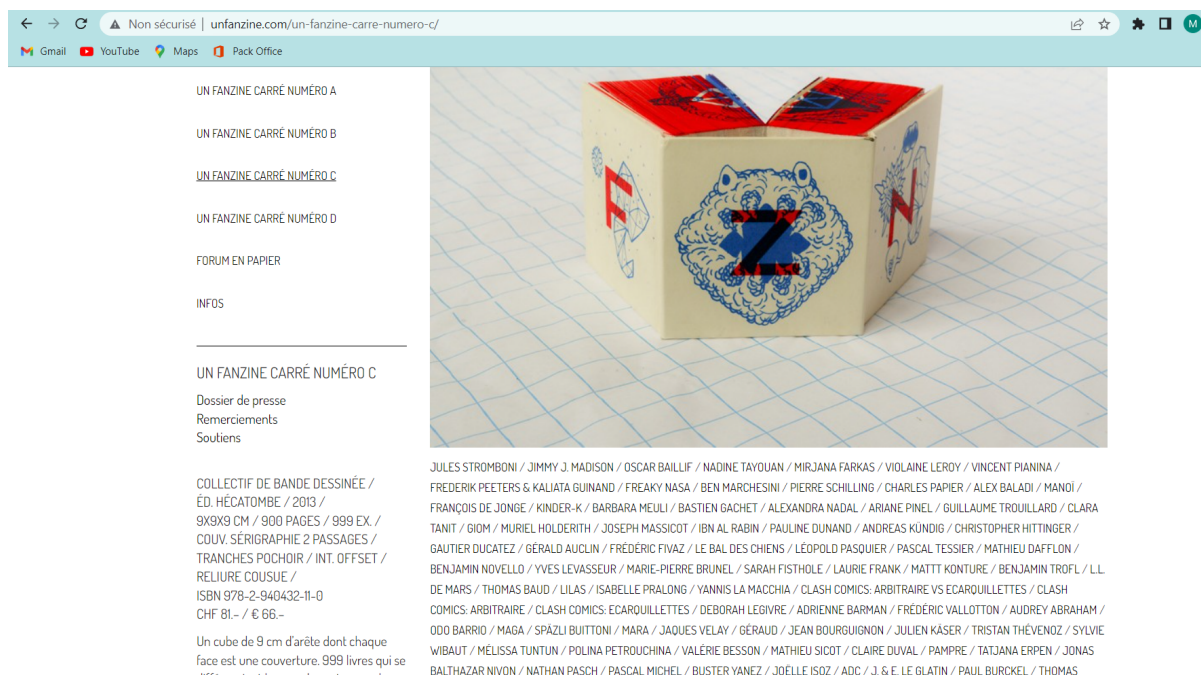 Non sécurisé | unfanzine.com/un-fanzine-carre-numero-c/
M
Gmail YouTube Maps Pack Office
UN FANZINE CARRÉ NUMÉRO A
UN FANZINE CARRÉ NUMÉRO B
UN FANZINE CARRÉ NUMÉRO C
UN FANZINE CARRÉ NUMÉRO D
FORUM EN PAPIER
INFOS
UN FANZINE CARRÉ NUMÉRO C
Dossier de presse
Remerciements
Soutiens
COLLECTIF DE BANDE DESSINÉE /
ÉD. HÉCATOMBE / 2013 /
9X9X9 CM / 900 PAGES / 999 EX. /
COUV. SÉRIGRAPHIE 2 PASSAGES /
TRANCHES POCHOIR / INT. OFFSET /
RELIURE COUSUE /
ISBN 978-2-940432-11-0
CHF 81.– / € 66.–
Un cube de 9 cm d'arête dont chaque
face est une couverture. 999 livres qui se
F Z N
JULES STROMBONI / JIMMY J. MADISON / OSCAR BAILLIF / NADINE TAYOUAN / MIRJANA FARKAS / VIOLAINE LEROY / VINCENT PIANINA /
FREDERIK PEETERS & KALIATA GUINAND / FREAKY NASA / BEN MARCHESINI / PIERRE SCHILLING / CHARLES PAPIER / ALEX BALADI / MANOÏ /
FRANÇOIS DE JONGE / KINDER-K / BARBARA MEULI / BASTIEN GACHET / ALEXANDRA NADAL / ARIANE PINEL / GUILLAUME TROUILLARD / CLARA
TANIT / GIOM / MURIEL HOLDERITH / JOSEPH MASSICOT / IBN AL RABIN / PAULINE DUNAND / ANDREAS KÜNDIG / CHRISTOPHER HITTINGER /
GAUTIER DUCATEZ / GÉRALD AUCLIN / FRÉDÉRIC FIVAZ / LE BAL DES CHIENS / LÉOPOLD PASQUIER / PASCAL TESSIER / MATHIEU DAFFLON /
BENJAMIN NOVELLO / YVES LEVASSEUR / MARIE-PIERRE BRUNEL / SARAH FISTHOLE / LAURIE FRANK / MATTT KONTURE / BENJAMIN TROFL / L.L.
DE MARS / THOMAS BAUD / LILAS / ISABELLE PRALONG / YANNIS LA MACCHIA / CLASH COMICS: ARBITRAIRE VS ECARQUILLETTES / CLASH
COMICS: ARBITRAIRE / CLASH COMICS: ECARQUILLETTES / DEBORAH LEGIVRE / ADRIENNE BARMAN / FRÉDÉRIC VALLOTTON / AUDREY ABRAHAM /
ODO BARRIO / MAGA / SPÄZLI BUITTONI / MARA / JAQUES VELAY / GÉRAUD / JEAN BOURGUIGNON / JULIEN KÄSER / TRISTAN THÉVENOZ / SYLVIE
WIBAUT / MÉLISSA TUNTUN / POLINA PETROUCHINA / VALÉRIE BESSON / MATHIEU SICOT / CLAIRE DUVAL / PAMPRE / TATJANA ERPEN / JONAS
BALTHAZAR NIVON / NATHAN PASCH / PASCAL MICHEL / BUSTER YANEZ / JOËLLE ISOZ / ADC / J. & E. LE GLATIN / PAUL BURCKEL / THOMAS